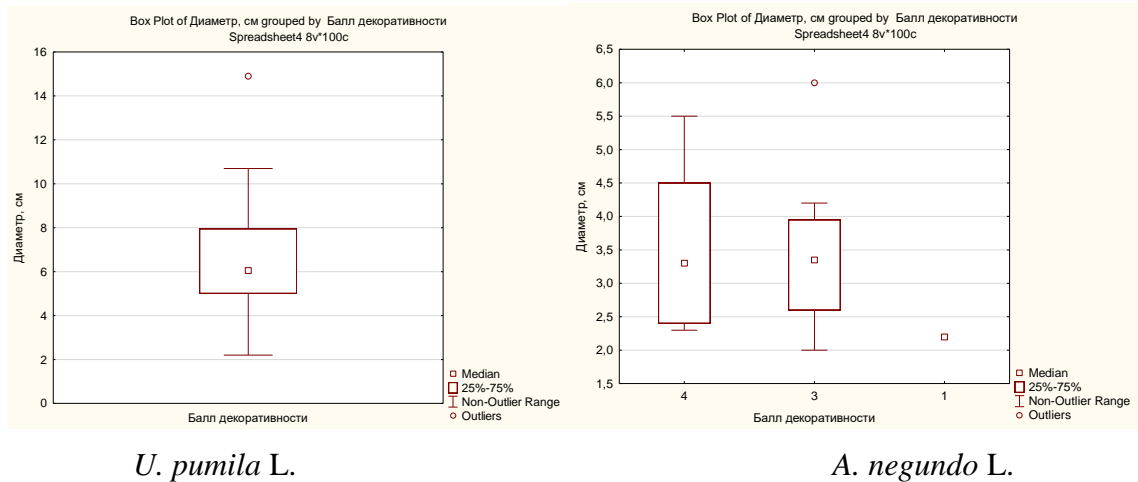 Box Plot of Диаметр, см grouped by Балл декоративности
Spreadsheet4 8v*100c
16
14
12
10
8
6
4
2
0
Диаметр, см
Балл декоративности
Median
25%-75%
Non-Outlier Range
Outliers
Box Plot of Диаметр, см grouped by Балл декоративности
Spreadsheet4 8v*100c
6,5
6,0
5,5
5,0
4,5
4,0
3,5
3,0
2,5
2,0
1,5
Диаметр, см
4 3 1
Балл декоративности
Median
25%-75%
Non-Outlier Range
Outliers
U. pumila L.
A. negundo L.